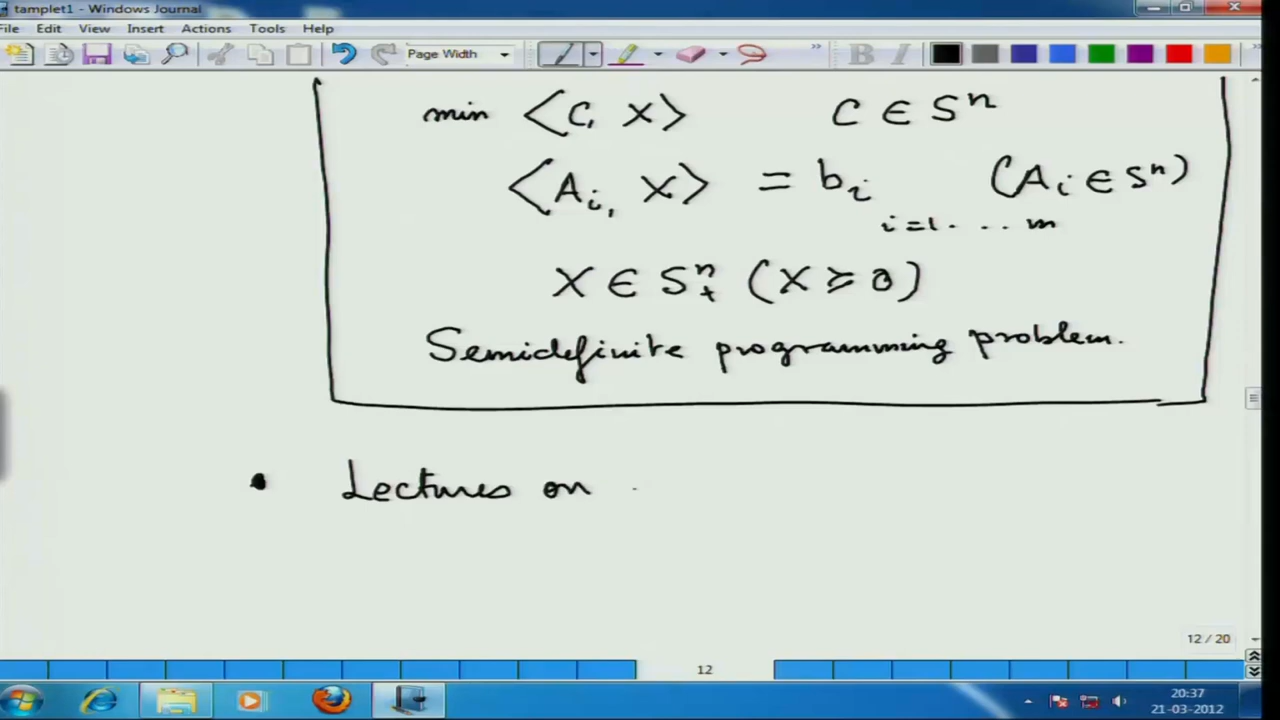 tamplet1 - Windows Journal
File Edit View Insert Actions Tools Help
Page Width
min ⟨C, X⟩ C ∈ Sⁿ
⟨Aᵢ, X⟩ = bᵢ (Aᵢ ∈ Sⁿ)
i=1. . . . m
X ∈ Sⁿ₊ (X ≽ 0)
Semidefinite programming problem.
• Lectures on
12 / 20
12
20:37
21-03-2012